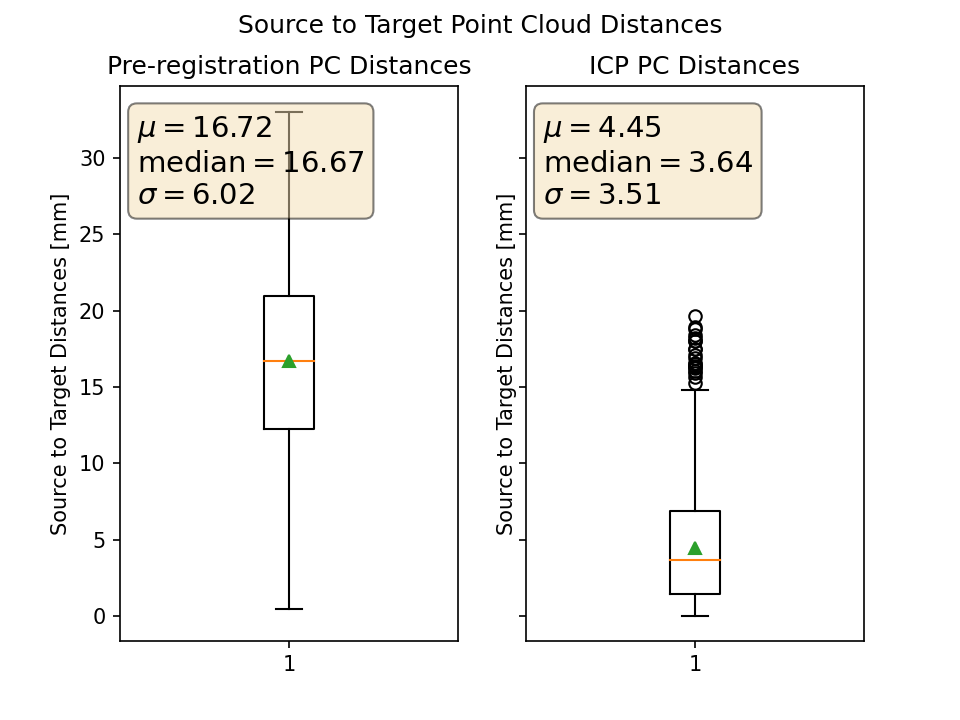 Source to Target Point Cloud Distances
Pre-registration PC Distances
μ = 16.72
median = 16.67
σ = 6.02
Source to Target Distances [mm]
30
25
20
15
10
5
0
1
ICP PC Distances
μ = 4.45
median = 3.64
σ = 3.51
Source to Target Distances [mm]
1